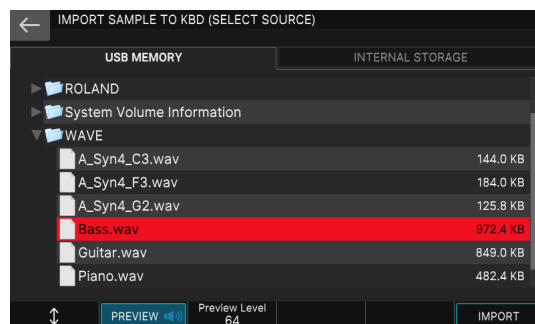 IMPORT SAMPLE TO KBD (SELECT SOURCE)
USB MEMORY INTERNAL STORAGE
ROLAND
System Volume Information
WAVE
A_Syn4_C3.wav 144.0 KB
A_Syn4_F3.wav 184.0 KB
A_Syn4_G2.wav 125.8 KB
Bass.wav 972.4 KB
Guitar.wav 849.0 KB
Piano.wav 482.4 KB
PREVIEW Preview Level 64 IMPORT